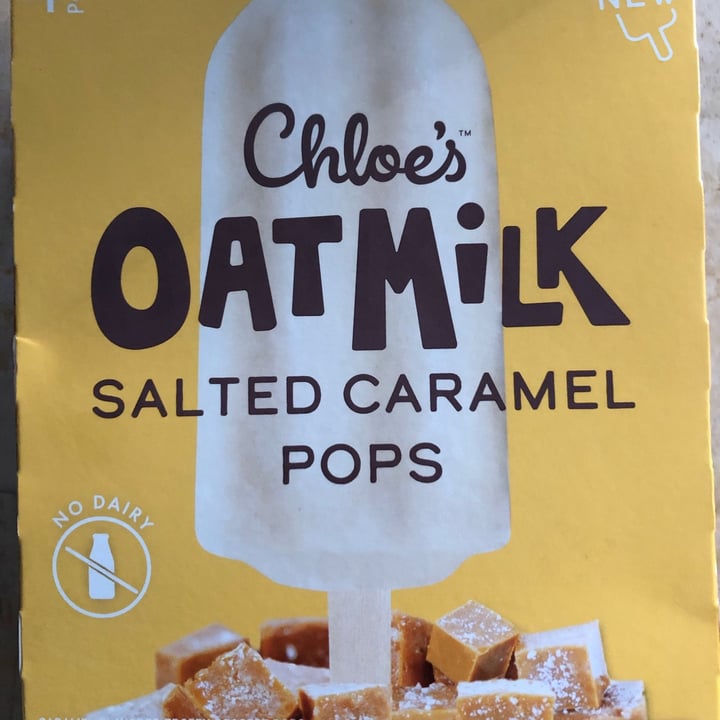 NEW
Chloe's™
OATMiLK
SALTED CARAMEL
POPS
NO DAIRY